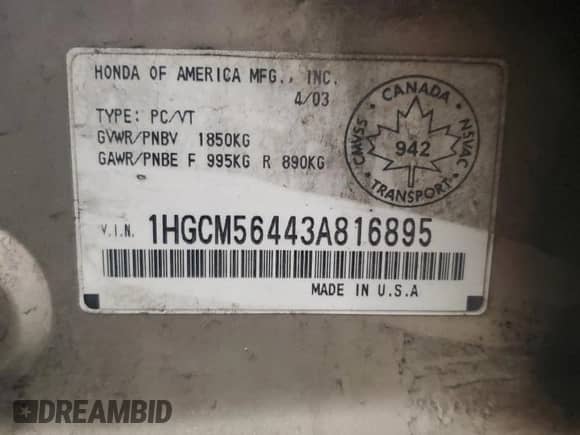 HONDA OF AMERICA MFG., INC.
4/03
TYPE: PC/VT
GVWR/PNBV 1850KG
GAWR/PNBE F 995KG R 890KG
CANADA
CMVSS
NSVAC
942
TRANSPORT
V.I.N. 1HGCM56443A816895
MADE IN U.S.A
DREAMBID